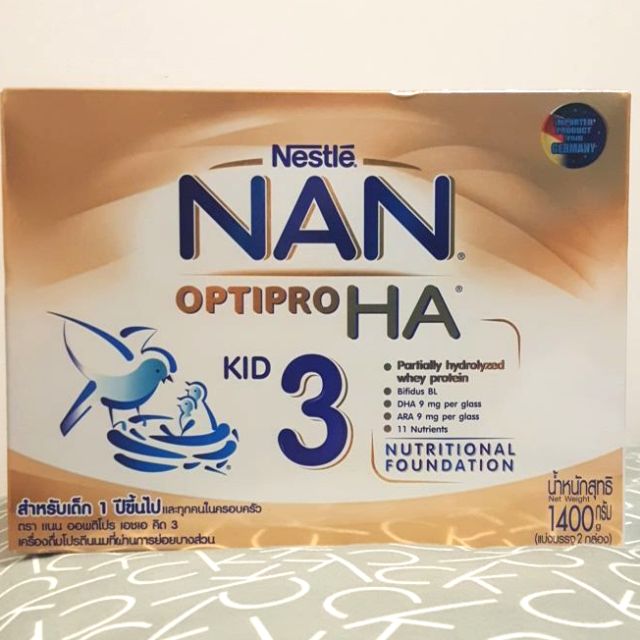 IMPORTED PRODUCT FROM GERMANY
Nestlé®
NAN®
OPTIPRO HA®
KID 3
• Partially hydrolyzed
whey protein
• Bifidus BL
• DHA 9 mg per glass
• ARA 9 mg per glass
• 11 Nutrients
NUTRITIONAL
FOUNDATION
สำหรับเด็ก 1 ปีขึ้นไป และทุกคนในครอบครัว
ตรา แนน ออพติโปร เอชเอ คิด 3
เครื่องดื่มโปรตีนนมที่ผ่านการย่อยบางส่วน
น้ำหนักสุทธิ
Net Weight
1400 กรัม
g
(แบ่งบรรจุ 2 กล่อง)